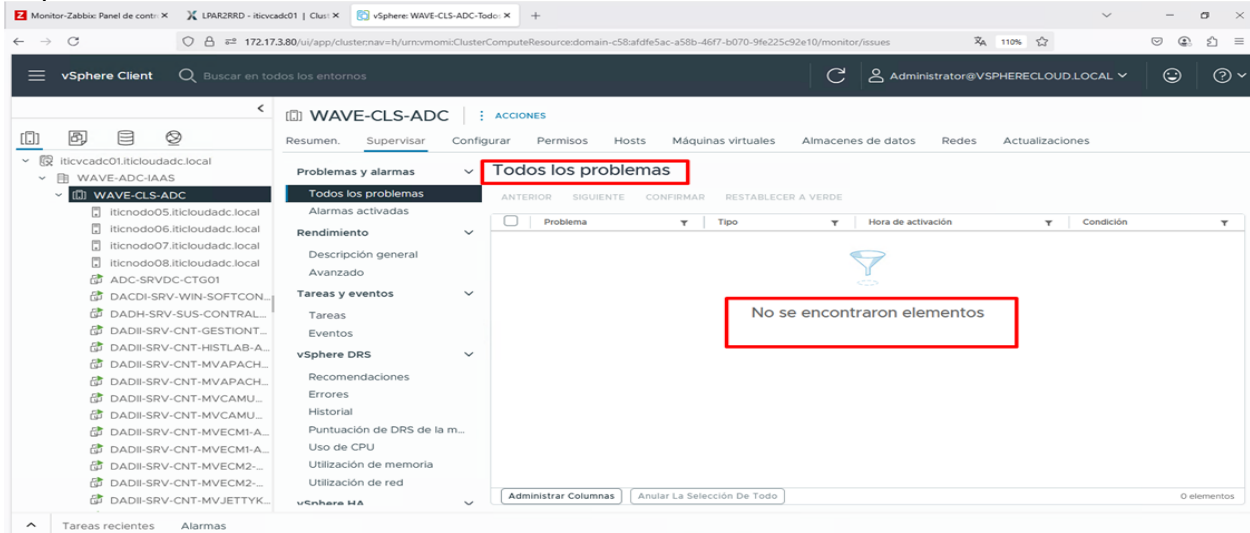 Monitor-Zabbix: Panel de contr
LPAR2RRD - iticvcadc01 | Clust
vSphere: WAVE-CLS-ADC-Todo
172.17.3.80/ui/app/cluster;nav=h/urn:vmomi:ClusterComputeResource:domain-c58:afdfe5ac-a58b-46f7-b070-9fe225c92e10/monitor/issues
110%
vSphere Client
Buscar en todos los entornos
Administrator@VSPHERECLOUD.LOCAL
iticvcadc01.iticloudadc.local
WAVE-ADC-IAAS
WAVE-CLS-ADC
iticnodo05.iticloudadc.local
iticnodo06.iticloudadc.local
iticnodo07.iticloudadc.local
iticnodo08.iticloudadc.local
ADC-SRVDC-CTG01
DACDI-SRV-WIN-SOFTCON...
DADH-SRV-SUS-CONTRAL...
DADII-SRV-CNT-GESTIONT...
DADII-SRV-CNT-HISTLAB-A...
DADII-SRV-CNT-MVAPACH...
DADII-SRV-CNT-MVAPACH...
DADII-SRV-CNT-MVCAMU...
DADII-SRV-CNT-MVCAMU...
DADII-SRV-CNT-MVECM1-A...
DADII-SRV-CNT-MVECM1-A...
DADII-SRV-CNT-MVECM2-...
DADII-SRV-CNT-MVECM2-...
DADII-SRV-CNT-MVJETTYK...
WAVE-CLS-ADC
ACCIONES
Resumen. Supervisar Configurar Permisos Hosts Máquinas virtuales Almacenes de datos Redes Actualizaciones
Problemas y alarmas
Todos los problemas
Alarmas activadas
Rendimiento
Descripción general
Avanzado
Tareas y eventos
Tareas
Eventos
vSphere DRS
Recomendaciones
Errores
Historial
Puntuación de DRS de la m...
Uso de CPU
Utilización de memoria
Utilización de red
vSphere HA
Todos los problemas
ANTERIOR SIGUIENTE CONFIRMAR RESTABLECER A VERDE
Problema Tipo Hora de activación Condición
No se encontraron elementos
Administrar Columnas Anular La Selección De Todo 0 elementos
Tareas recientes Alarmas